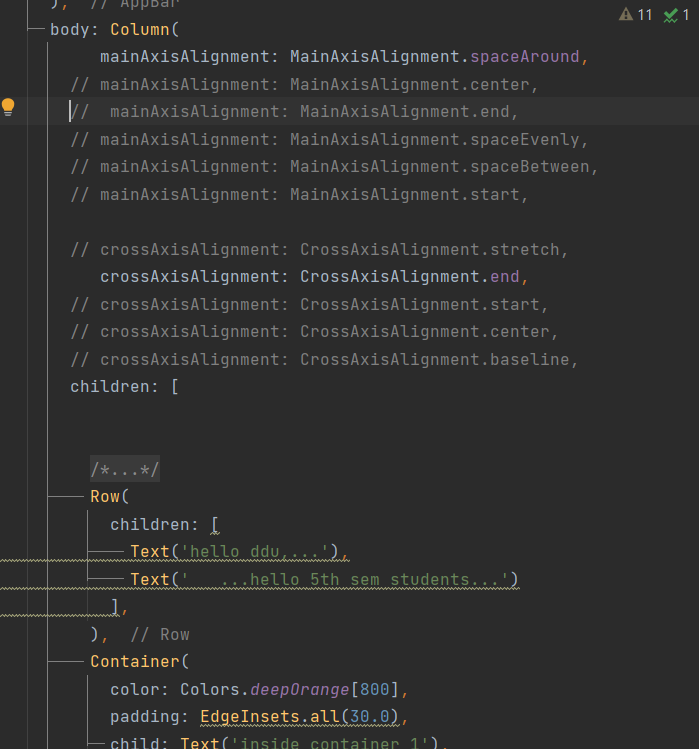 ), // AppBar
11 1
body: Column(
mainAxisAlignment: MainAxisAlignment.spaceAround,
// mainAxisAlignment: MainAxisAlignment.center,
//  mainAxisAlignment: MainAxisAlignment.end,
// mainAxisAlignment: MainAxisAlignment.spaceEvenly,
// mainAxisAlignment: MainAxisAlignment.spaceBetween,
// mainAxisAlignment: MainAxisAlignment.start,
// crossAxisAlignment: CrossAxisAlignment.stretch,
crossAxisAlignment: CrossAxisAlignment.end,
// crossAxisAlignment: CrossAxisAlignment.start,
// crossAxisAlignment: CrossAxisAlignment.center,
// crossAxisAlignment: CrossAxisAlignment.baseline,
children: [
/*...*/
Row(
children: [
Text('hello ddu,...'),
Text('   ...hello 5th sem students...')
],
), // Row
Container(
color: Colors.deepOrange[800],
padding: EdgeInsets.all(30.0),
child: Text('inside container 1'),